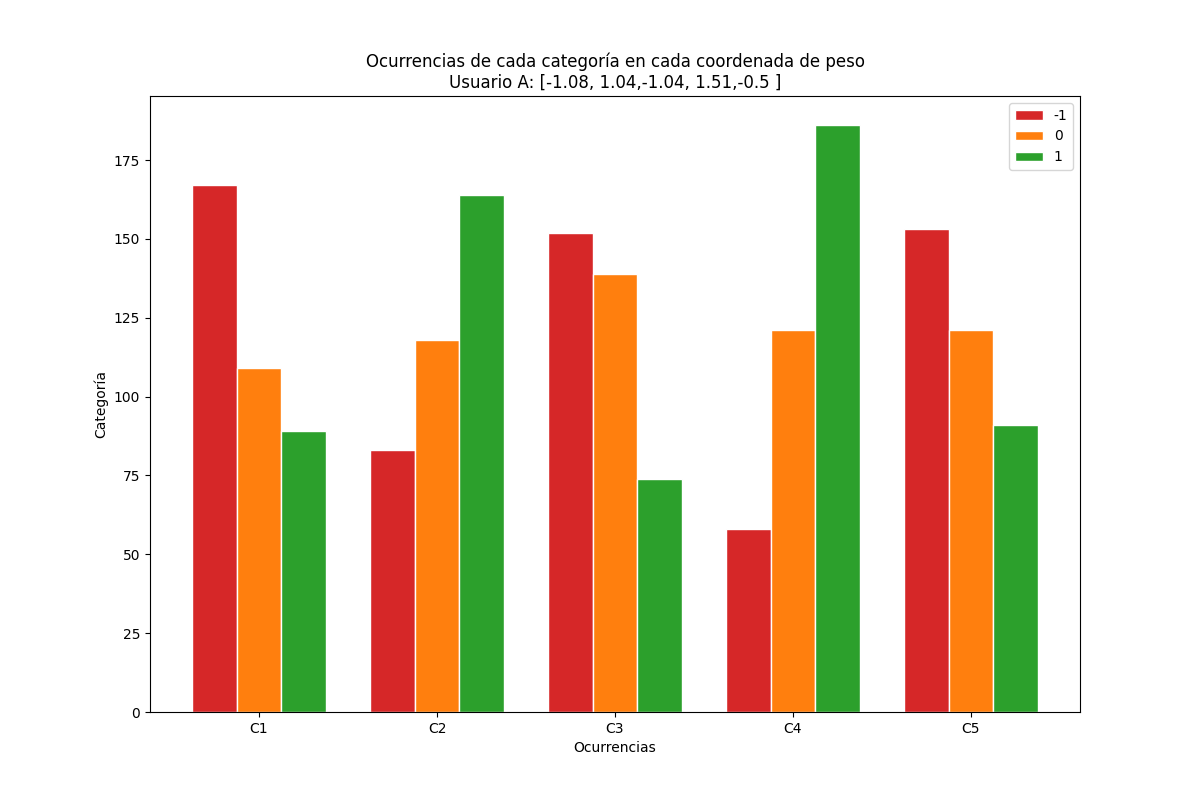 Ocurrencias de cada categoría en cada coordenada de peso
Usuario A: [-1.08, 1.04,-1.04, 1.51,-0.5 ]
-1
0
1
175
150
125
100
75
50
25
0
Categoría
C1 C2 C3 C4 C5
Ocurrencias